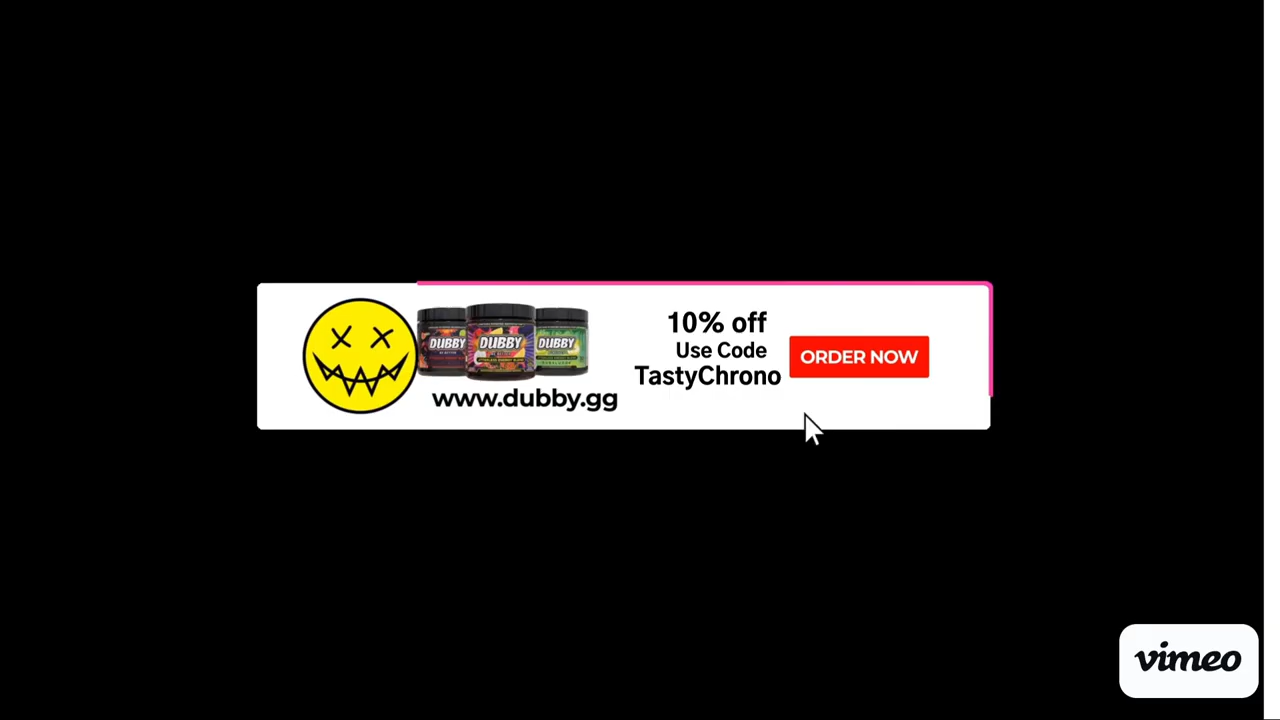 DUBBY
DUBBY
DUBBY
www.dubby.gg
10% off
Use Code
TastyChrono
ORDER NOW
vimeo